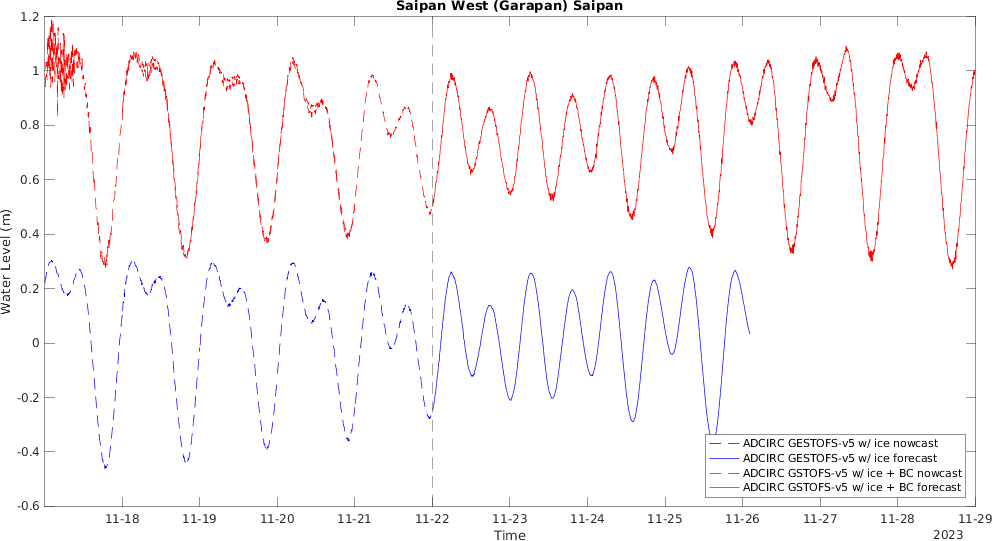 Saipan West (Garapan) Saipan
Water Level (m)
1.2
1
0.8
0.6
0.4
0.2
0
-0.2
-0.4
-0.6
11-18 11-19 11-20 11-21 11-22 11-23 11-24 11-25 11-26 11-27 11-28 11-29
Time
2023
ADCIRC GESTOFS-v5 w/ ice nowcast
ADCIRC GESTOFS-v5 w/ ice forecast
ADCIRC GSTOFS-v5 w/ ice + BC nowcast
ADCIRC GSTOFS-v5 w/ ice + BC forecast